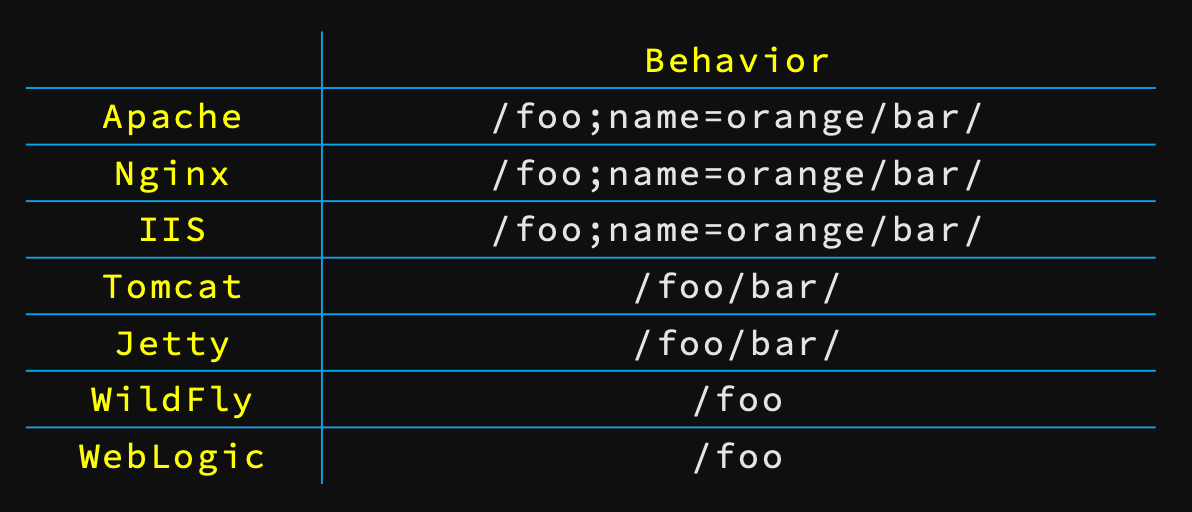 Behavior
Apache /foo;name=orange/bar/
Nginx /foo;name=orange/bar/
IIS /foo;name=orange/bar/
Tomcat /foo/bar/
Jetty /foo/bar/
WildFly /foo
WebLogic /foo